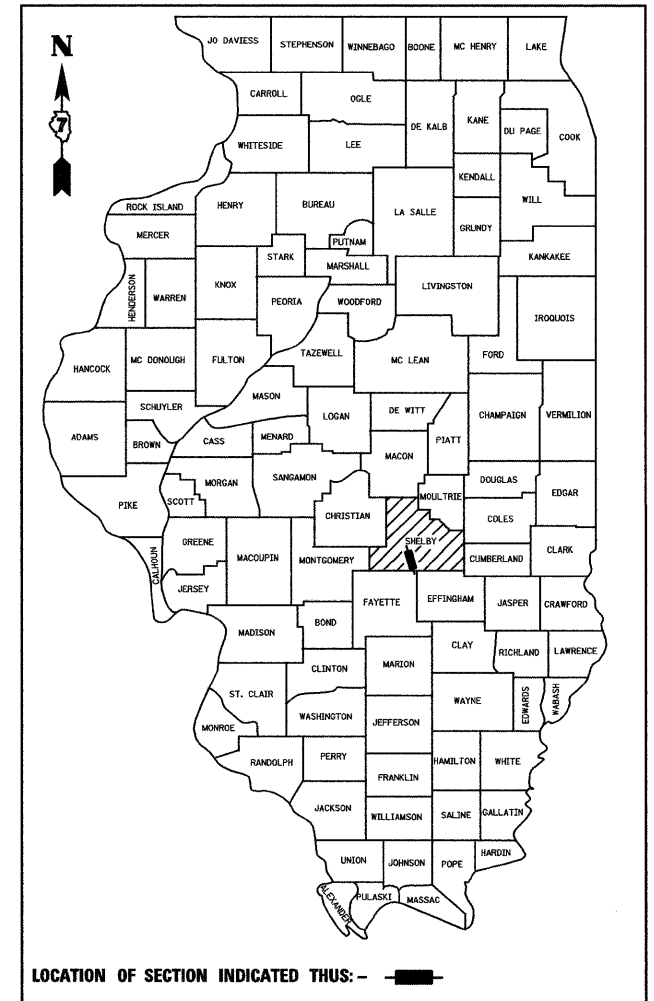 N
7
JO DAVIESS
STEPHENSON
WINNEBAGO
BOONE
MC HENRY
LAKE
CARROLL
OGLE
DE KALB
KANE
DU PAGE
COOK
WHITESIDE
LEE
KENDALL
WILL
ROCK ISLAND
HENRY
BUREAU
LA SALLE
GRUNDY
MERCER
PUTNAM
STARK
MARSHALL
KANKAKEE
HENDERSON
WARREN
KNOX
PEORIA
WOODFORD
LIVINGSTON
IROQUOIS
HANCOCK
MC DONOUGH
FULTON
TAZEWELL
MC LEAN
FORD
SCHUYLER
MASON
LOGAN
DE WITT
CHAMPAIGN
VERMILION
ADAMS
BROWN
CASS
MENARD
MACON
PIATT
PIKE
SCOTT
MORGAN
SANGAMON
CHRISTIAN
MOULTRIE
DOUGLAS
EDGAR
COLES
SHELBY
GREENE
MACOUPIN
MONTGOMERY
CUMBERLAND
CLARK
CALHOUN
JERSEY
FAYETTE
EFFINGHAM
JASPER
CRAWFORD
MADISON
BOND
CLAY
RICHLAND
LAWRENCE
CLINTON
MARION
ST. CLAIR
WAYNE
EDWARDS
WABASH
WASHINGTON
JEFFERSON
MONROE
RANDOLPH
PERRY
HAMILTON
WHITE
FRANKLIN
JACKSON
WILLIAMSON
SALINE
GALLATIN
UNION
JOHNSON
POPE
HARDIN
ALEXANDER
PULASKI
MASSAC
LOCATION OF SECTION INDICATED THUS: -